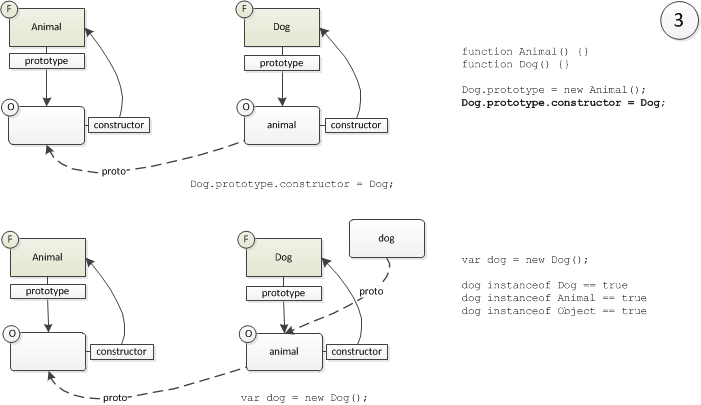 F
Animal
prototype
O
constructor
F
Dog
prototype
O
animal
constructor
proto
Dog.prototype.constructor = Dog;
3
function Animal() {}
function Dog() {}
Dog.prototype = new Animal();
Dog.prototype.constructor = Dog;
F
Animal
prototype
O
constructor
F
Dog
prototype
O
animal
constructor
dog
proto
proto
var dog = new Dog();
var dog = new Dog();
dog instanceof Dog == true
dog instanceof Animal == true
dog instanceof Object == true